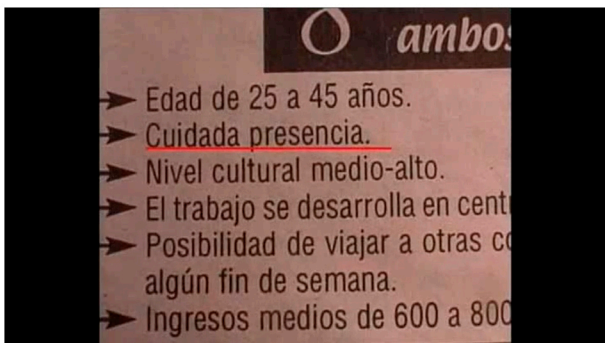 ambos
Edad de 25 a 45 años.
Cuidada presencia.
Nivel cultural medio-alto.
El trabajo se desarrolla en
Posibilidad de viajar a otras
algún fin de semana.
Ingresos medios de 600 a 800